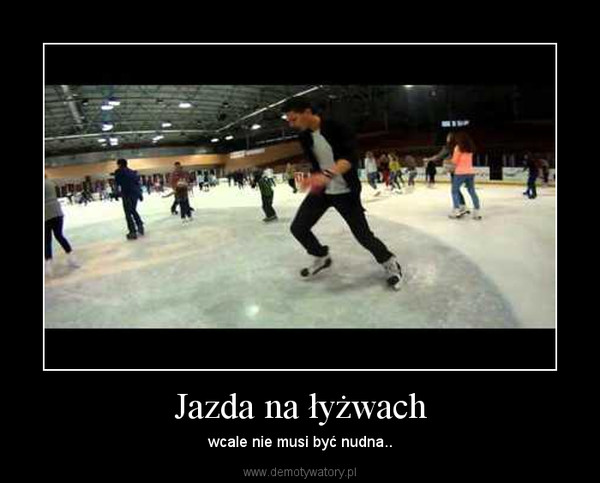 Jazda na łyżwach
wcale nie musi być nudna..
www.demotywatory.pl